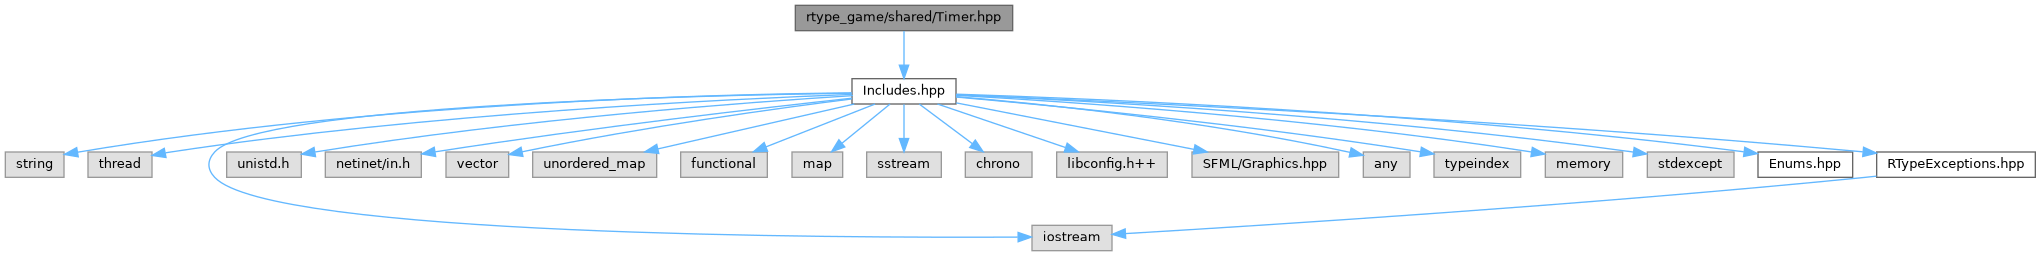 rtype_game/shared/Timer.hpp
Includes.hpp
string
thread
unistd.h
netinet/in.h
vector
unordered_map
functional
map
sstream
chrono
libconfig.h++
SFML/Graphics.hpp
any
typeindex
memory
stdexcept
Enums.hpp
RTypeExceptions.hpp
iostream